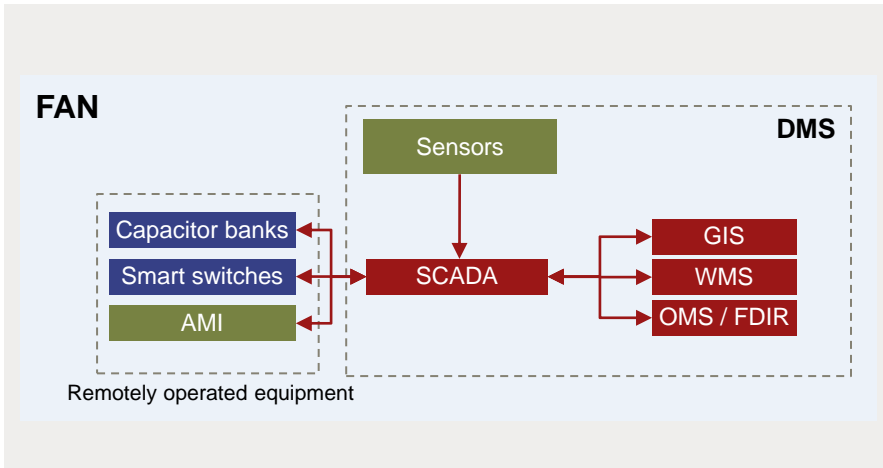 FAN
DMS
Sensors
Capacitor banks
Smart switches
AMI
SCADA
GIS
WMS
OMS / FDIR
Remotely operated equipment